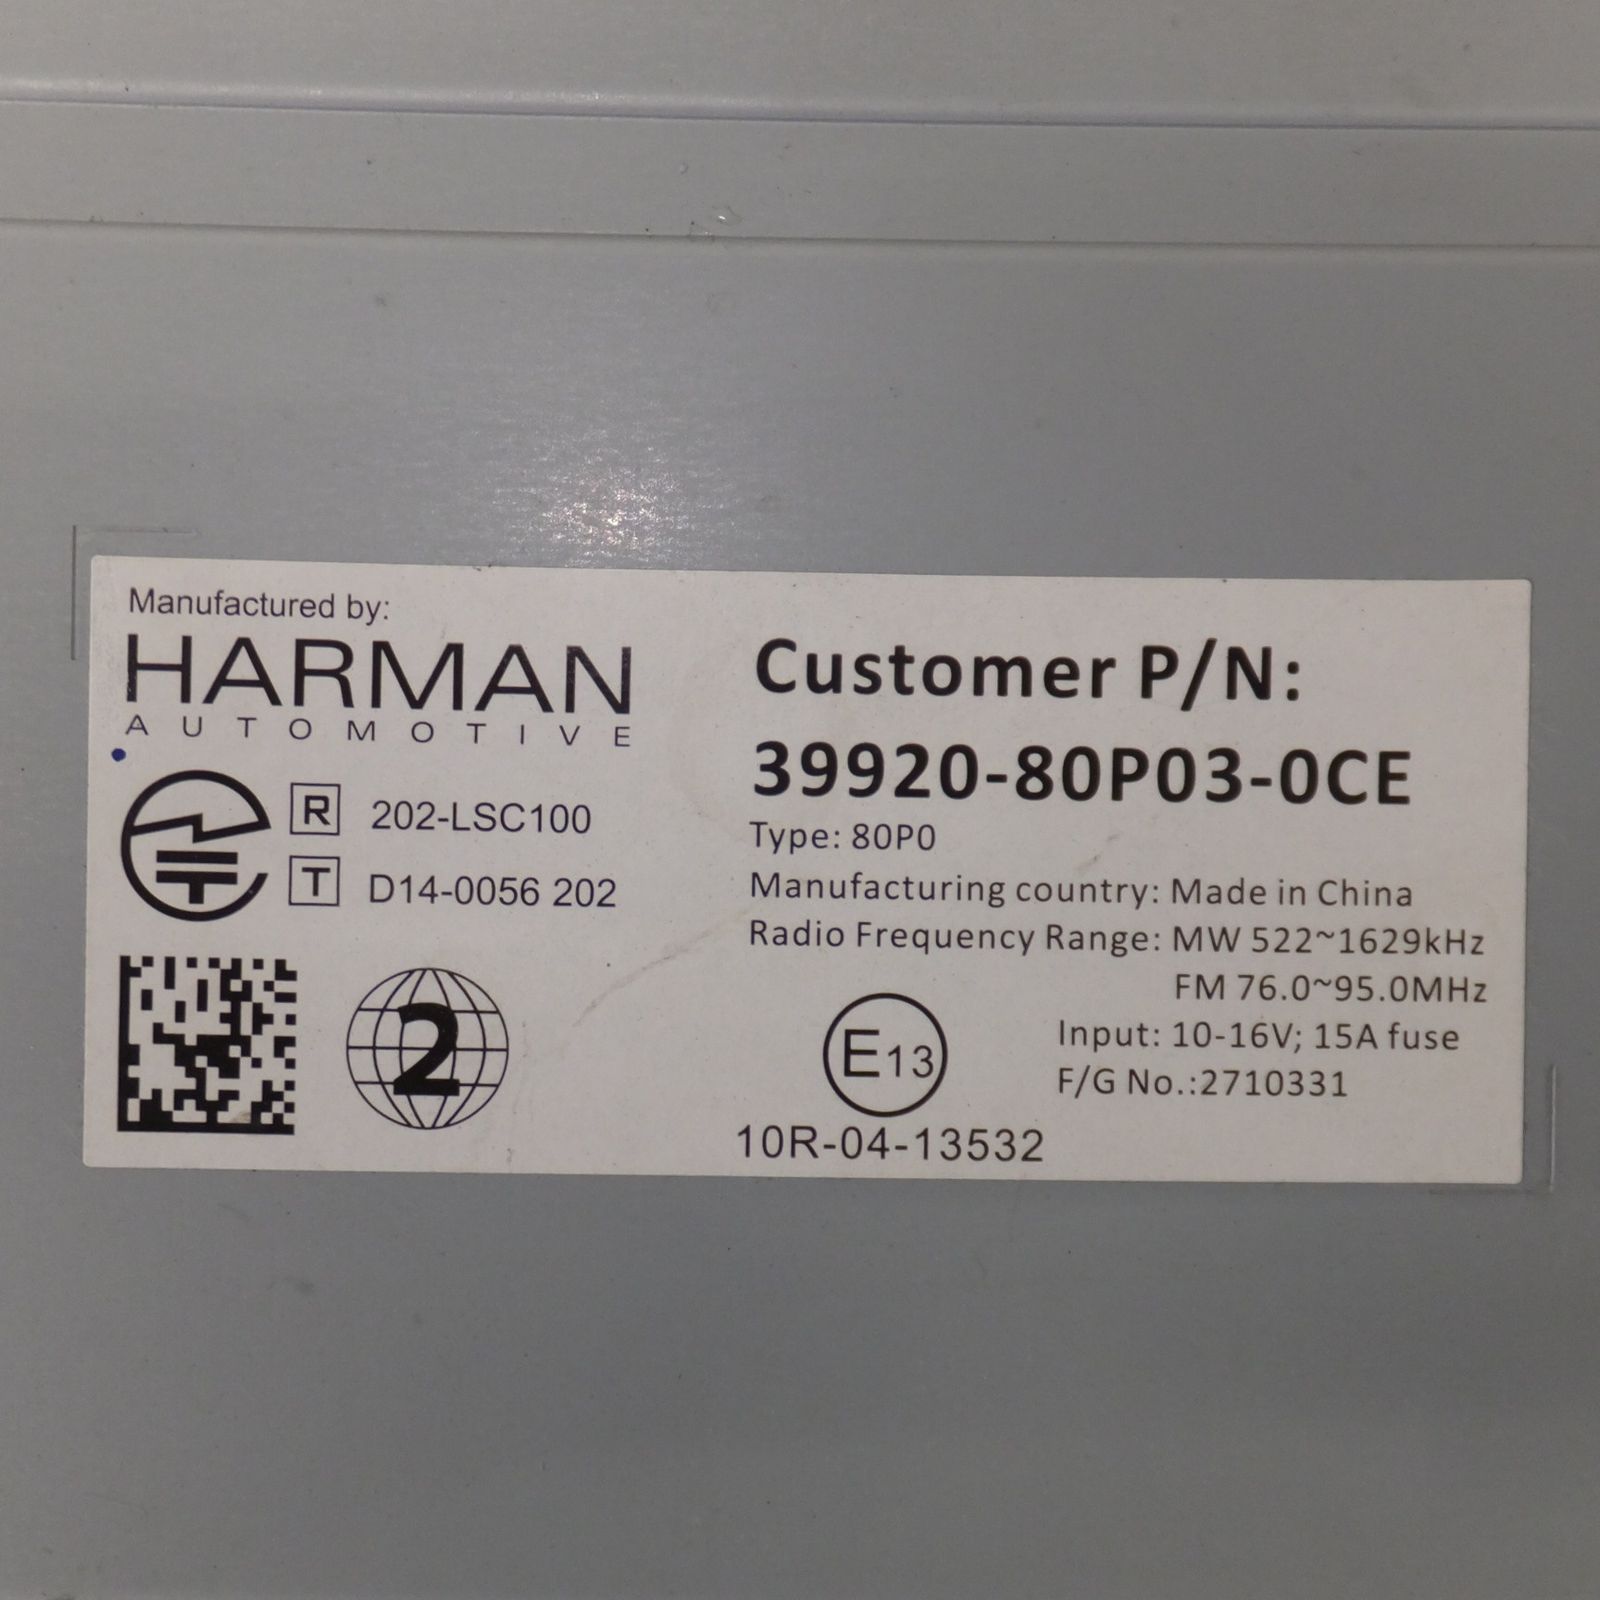 Manufactured by:
HARMAN
AUTOMOTIVE
R 202-LSC100
T D14-0056 202
2
Customer P/N:
39920-80P03-0CE
Type: 80P0
Manufacturing country: Made in China
Radio Frequency Range: MW 522~1629kHz
FM 76.0~95.0MHz
Input: 10-16V; 15A fuse
F/G No.:2710331
E13
10R-04-13532